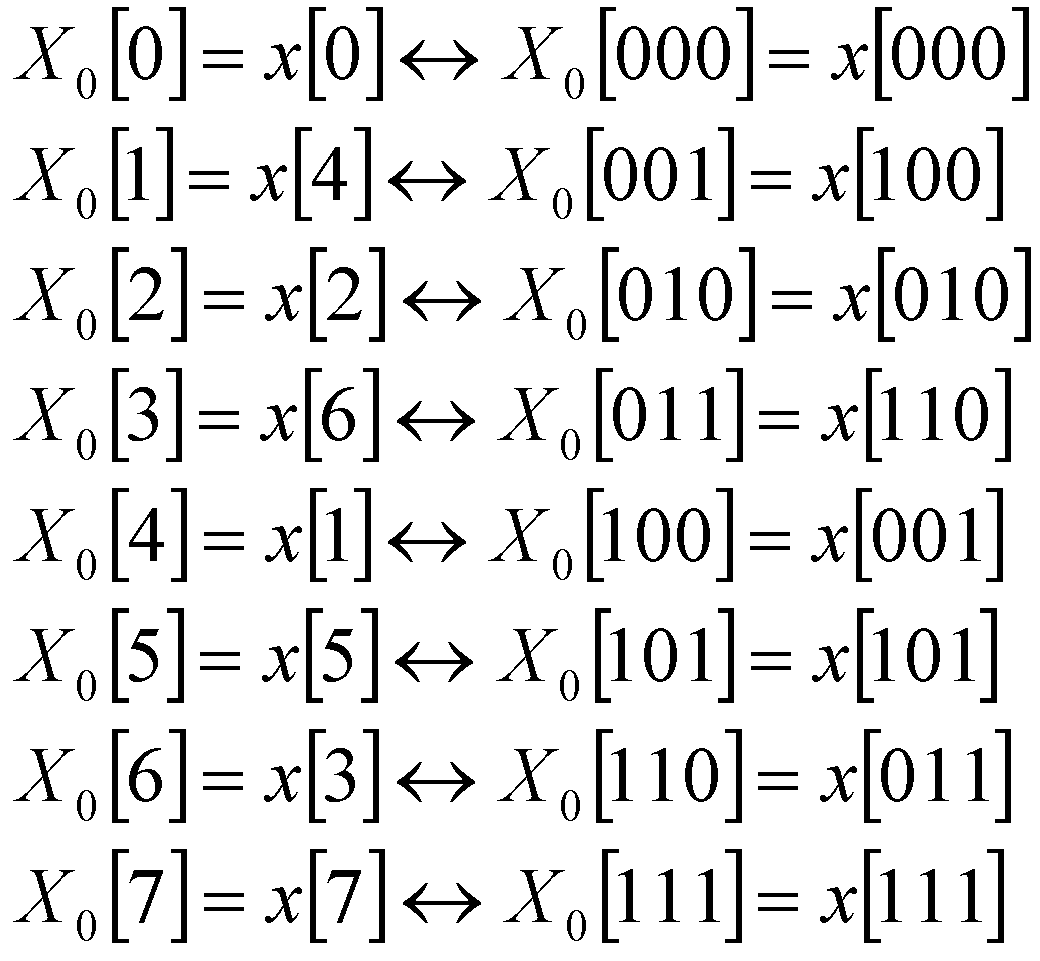 X₀[0] = x[0] ↔ X₀[000] = x[000]
X₀[1] = x[4] ↔ X₀[001] = x[100]
X₀[2] = x[2] ↔ X₀[010] = x[010]
X₀[3] = x[6] ↔ X₀[011] = x[110]
X₀[4] = x[1] ↔ X₀[100] = x[001]
X₀[5] = x[5] ↔ X₀[101] = x[101]
X₀[6] = x[3] ↔ X₀[110] = x[011]
X₀[7] = x[7] ↔ X₀[111] = x[111]